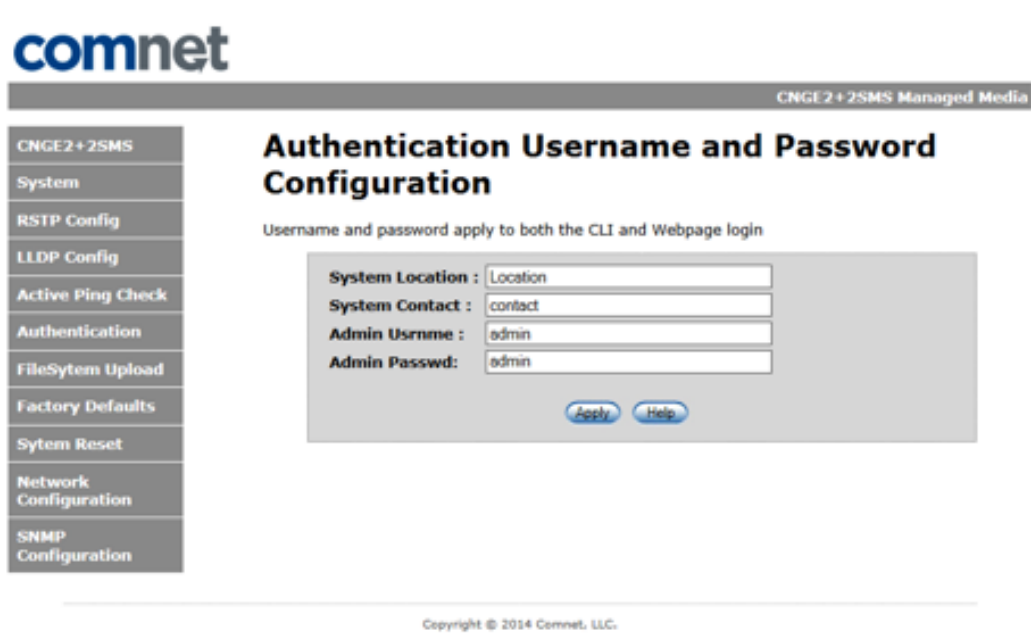 comnet
CNGE2+2SMS Managed Media
CNGE2+2SMS
System
RSTP Config
LLDP Config
Active Ping Check
Authentication
FileSytem Upload
Factory Defaults
Sytem Reset
Network
Configuration
SNMP
Configuration
Authentication Username and Password
Configuration
Username and password apply to both the CLI and Webpage login
System Location : Location
System Contact : contact
Admin Usrnme : admin
Admin Passwd: admin
Apply Help
Copyright © 2014 Comnet, LLC.